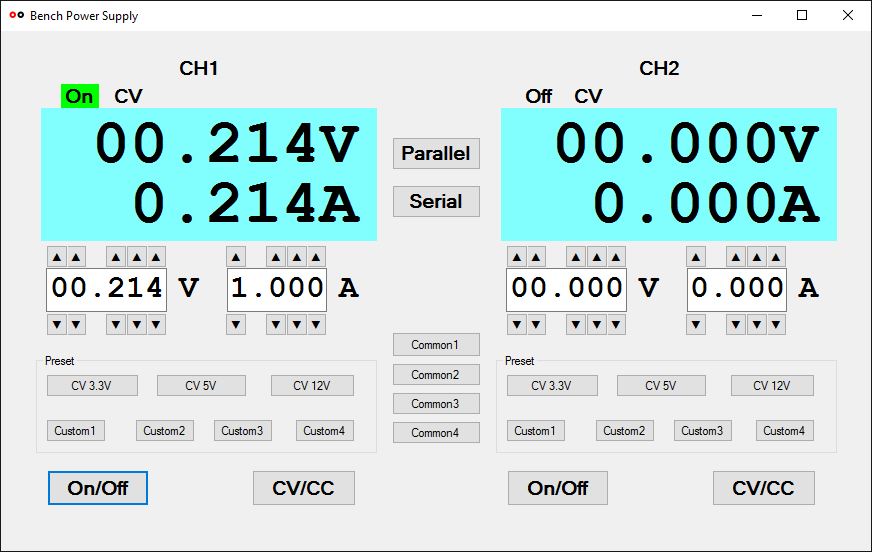 Bench Power Supply
CH1
CH2
On CV
Off CV
00.214V
0.214A
00.000V
0.000A
Parallel
Serial
▲ ▲ ▲ ▲ ▲ ▲ ▲ ▲ ▲
▲ ▲ ▲ ▲ ▲ ▲ ▲ ▲ ▲
00.214 V 1.000 A
00.000 V 0.000 A
▼ ▼ ▼ ▼ ▼ ▼ ▼ ▼ ▼
▼ ▼ ▼ ▼ ▼ ▼ ▼ ▼ ▼
Common1
Common2
Common3
Common4
Preset
CV 3.3V CV 5V CV 12V
Custom1 Custom2 Custom3 Custom4
Preset
CV 3.3V CV 5V CV 12V
Custom1 Custom2 Custom3 Custom4
On/Off CV/CC
On/Off CV/CC